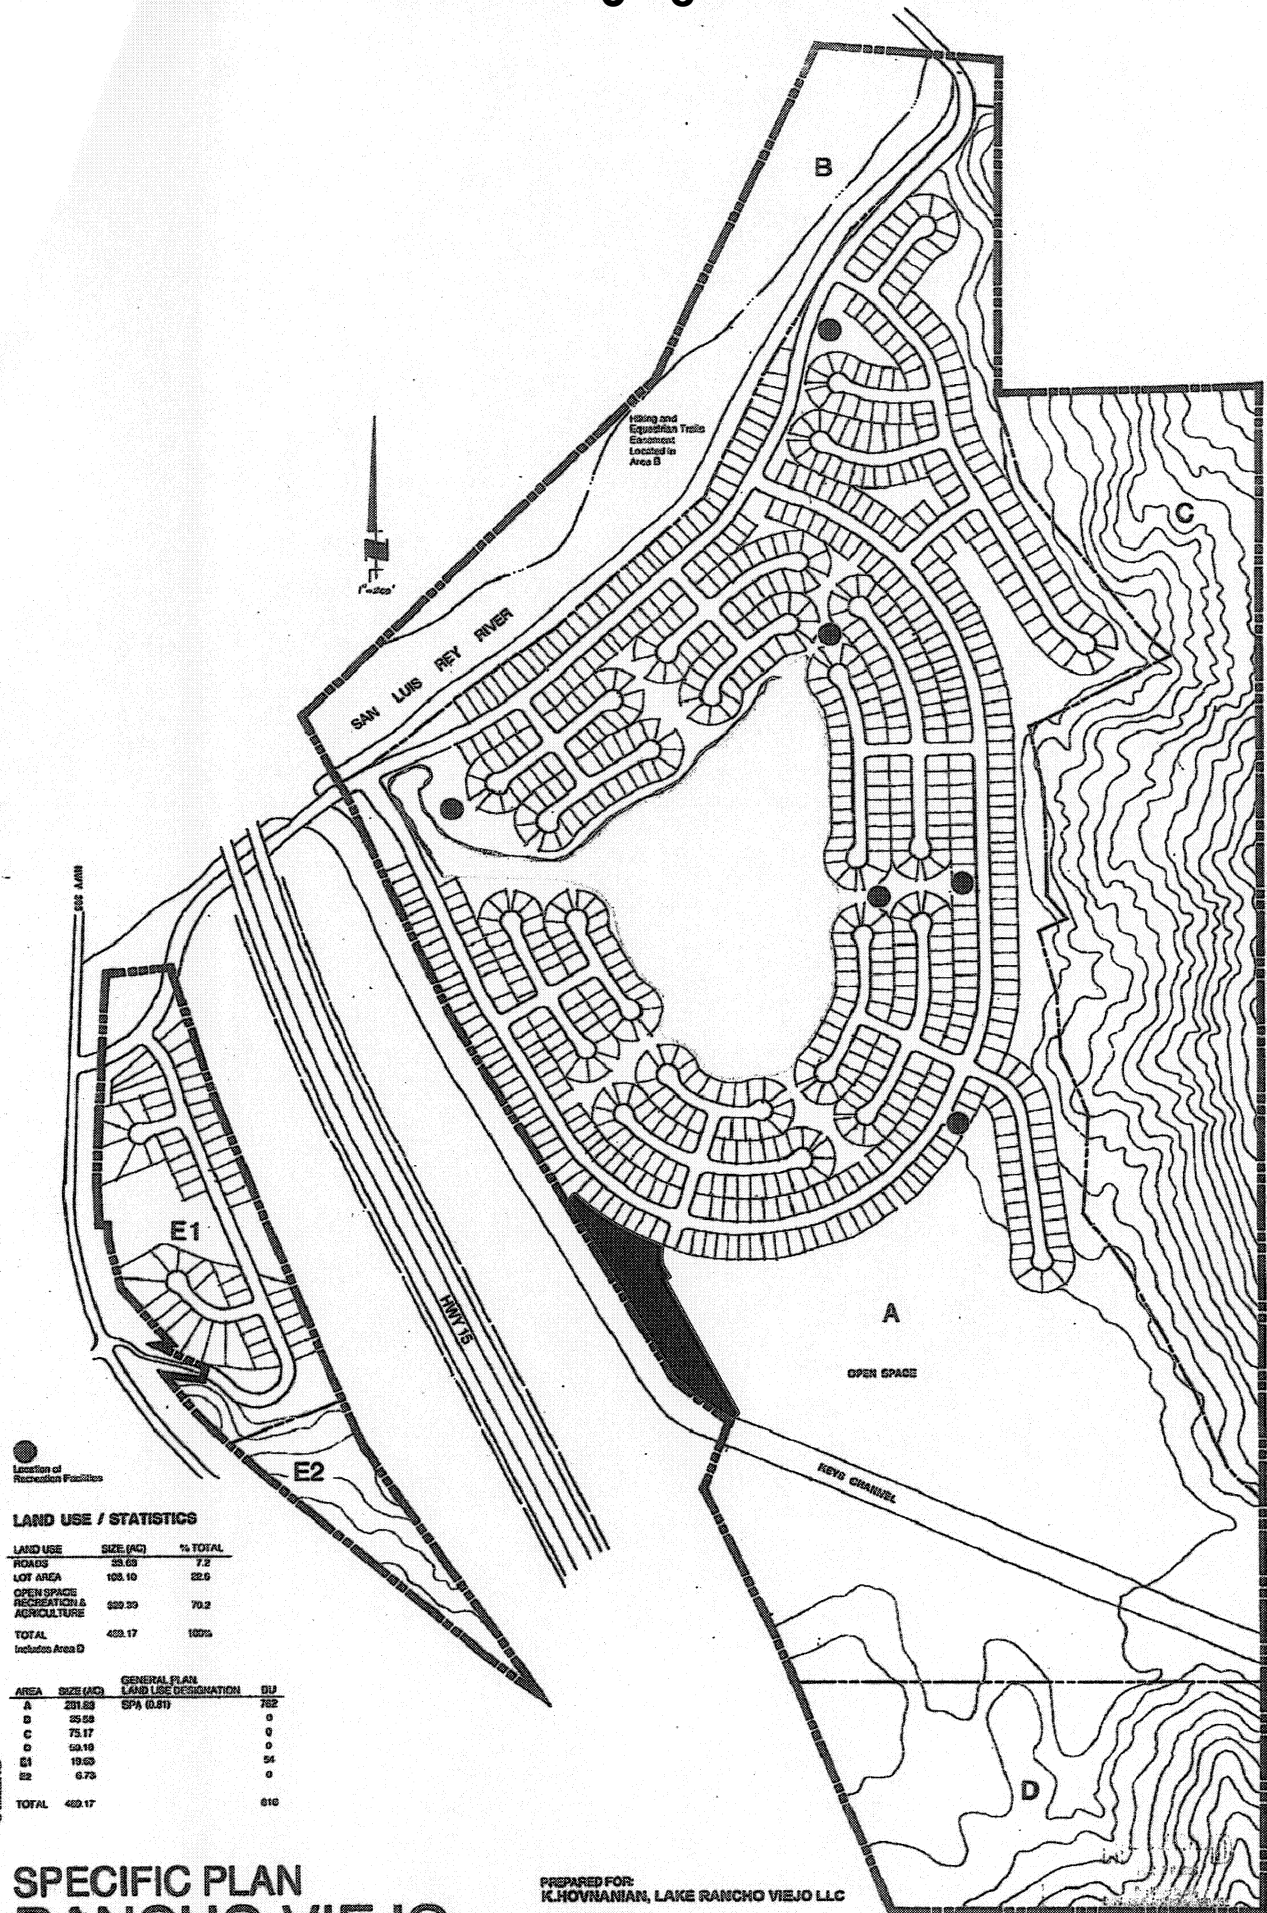 B
Hiking and
Equestrian Trails
Easement
Located in
Area B
C
SAN LUIS REY RIVER
E1
HWY 15
A
OPEN SPACE
E2
KEYS CHANNEL
D
Location of
Recreation Facilities
LAND USE / STATISTICS
LAND USE SIZE (AC) % TOTAL
ROADS 7.2
LOT AREA
OPEN SPACE
RECREATION &
AGRICULTURE 70.2
TOTAL 100%
Includes Area D
GENERAL PLAN
AREA SIZE (AC) LAND USE DESIGNATION DU
A SPA (0.81) 762
B 0
C 75.17 0
D 0
E1 54
E2 6.73 0
TOTAL 816
SPECIFIC PLAN
RANCHO VIEJO
PREPARED FOR:
K.HOVNANIAN, LAKE RANCHO VIEJO LLC